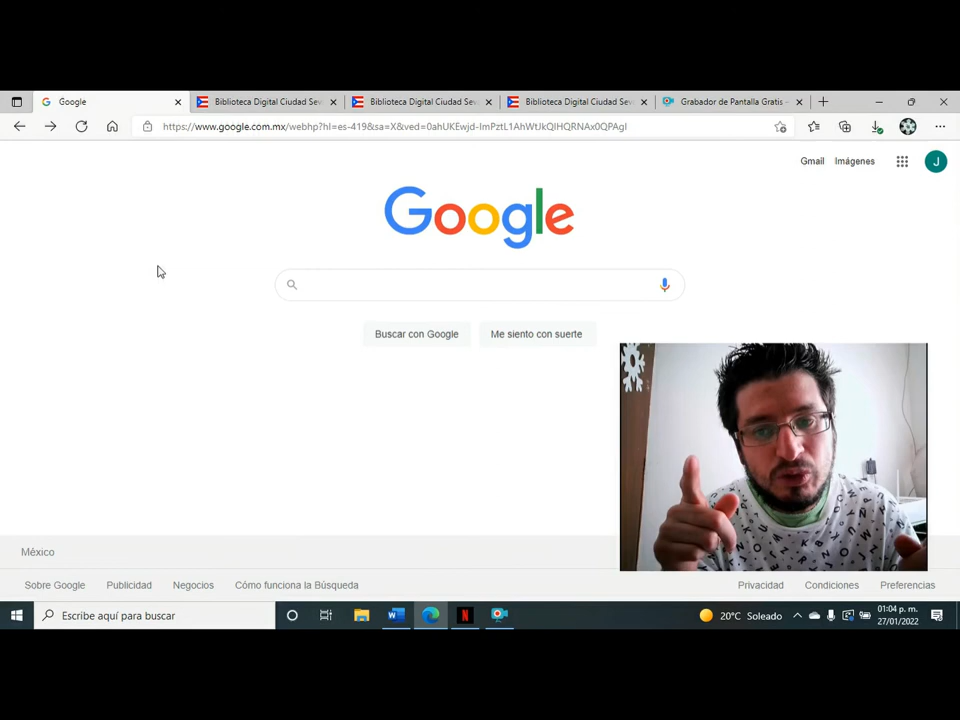 Google
Biblioteca Digital Ciudad Sev
Biblioteca Digital Ciudad Sev
Biblioteca Digital Ciudad Sev
Grabador de Pantalla Gratis –
https://www.google.com.mx/webhp?hl=es-419&sa=X&ved=0ahUKEwjd-ImPztL1AhWtJkQIHQRNAx0QPAgI
Gmail
Imágenes
J
Google
Buscar con Google
Me siento con suerte
México
Sobre Google
Publicidad
Negocios
Cómo funciona la Búsqueda
Privacidad
Condiciones
Preferencias
Escribe aquí para buscar
W
N
20°C Soleado
01:04 p. m.
27/01/2022